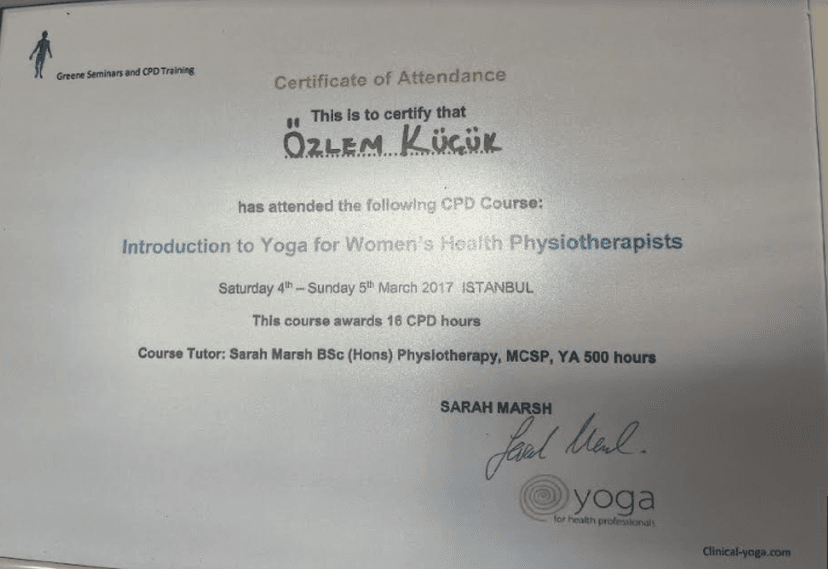 Greene Seminars and CPD Training
Certificate of Attendance
This is to certify that
ÖZLEM KÜÇÜK
has attended the following CPD Course:
Introduction to Yoga for Women's Health Physiotherapists
Saturday 4th – Sunday 5th March 2017 ISTANBUL
This course awards 16 CPD hours
Course Tutor: Sarah Marsh BSc (Hons) Physiotherapy, MCSP, YA 500 hours
SARAH MARSH
yoga
for health professionals
Clinical-yoga.com